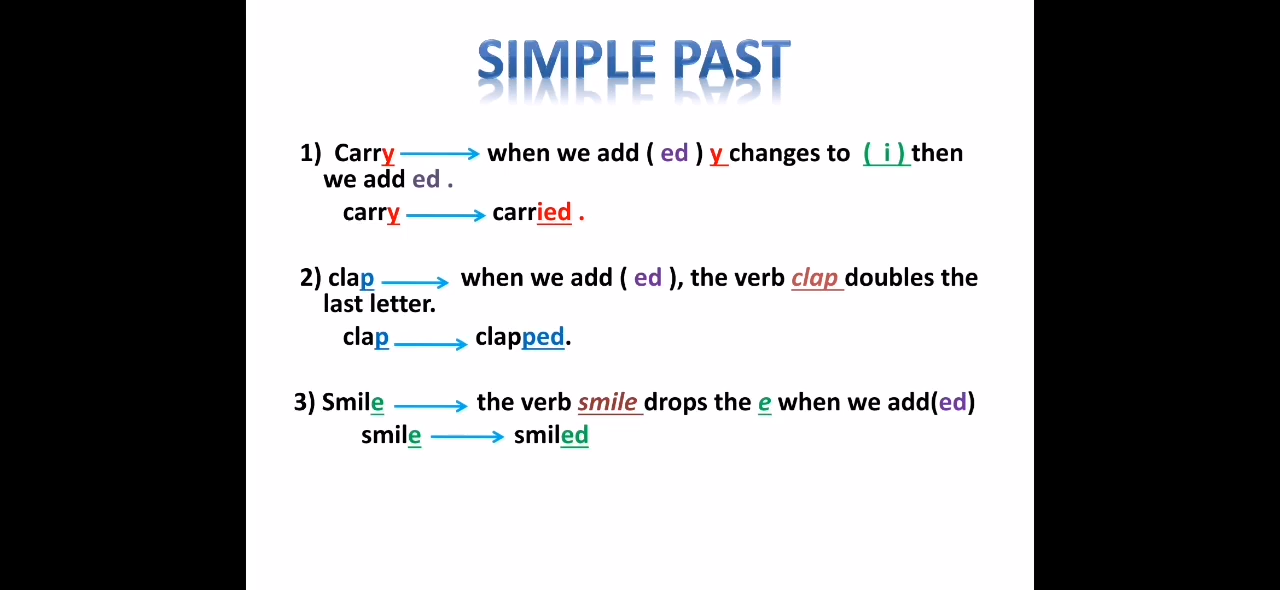 SIMPLE PAST
1) Carry → when we add ( ed ) y changes to ( i ) then
we add ed .
carry → carried .
2) clap → when we add ( ed ), the verb clap doubles the
last letter.
clap → clapped.
3) Smile → the verb smile drops the e when we add(ed)
smile → smiled